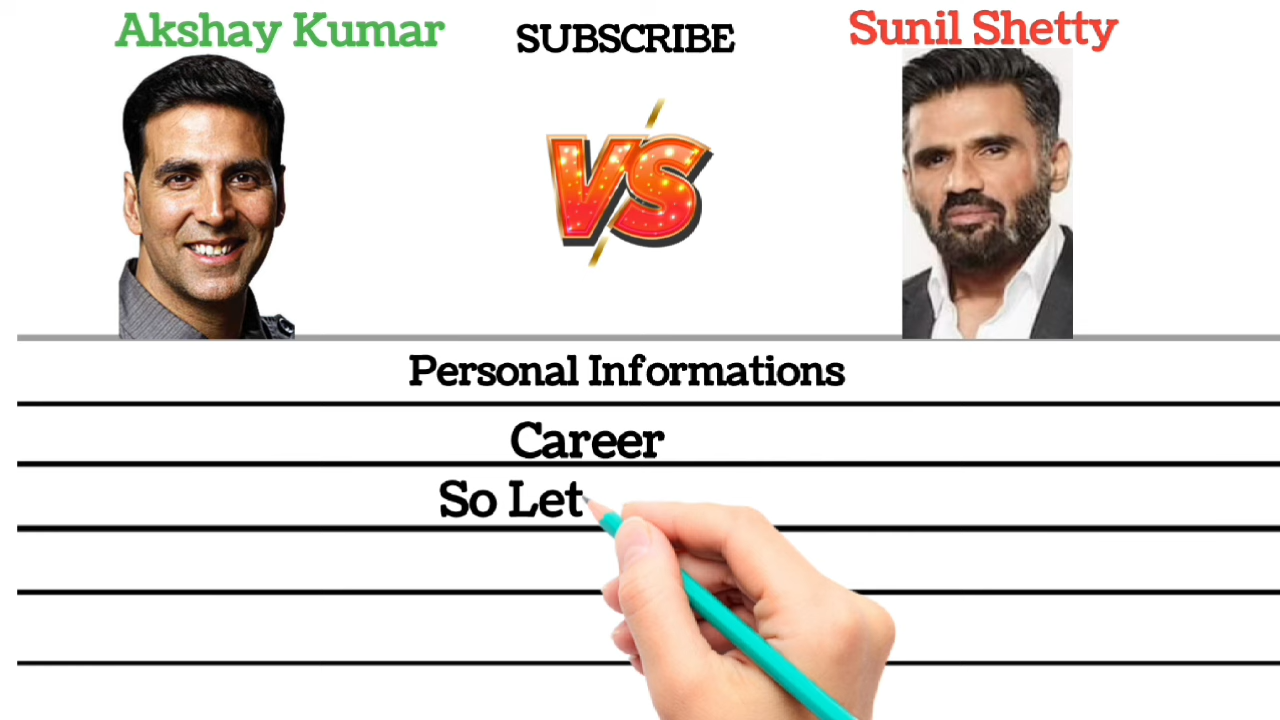 Akshay Kumar SUBSCRIBE Sunil Shetty
VS
Personal Informations
Career
So Let